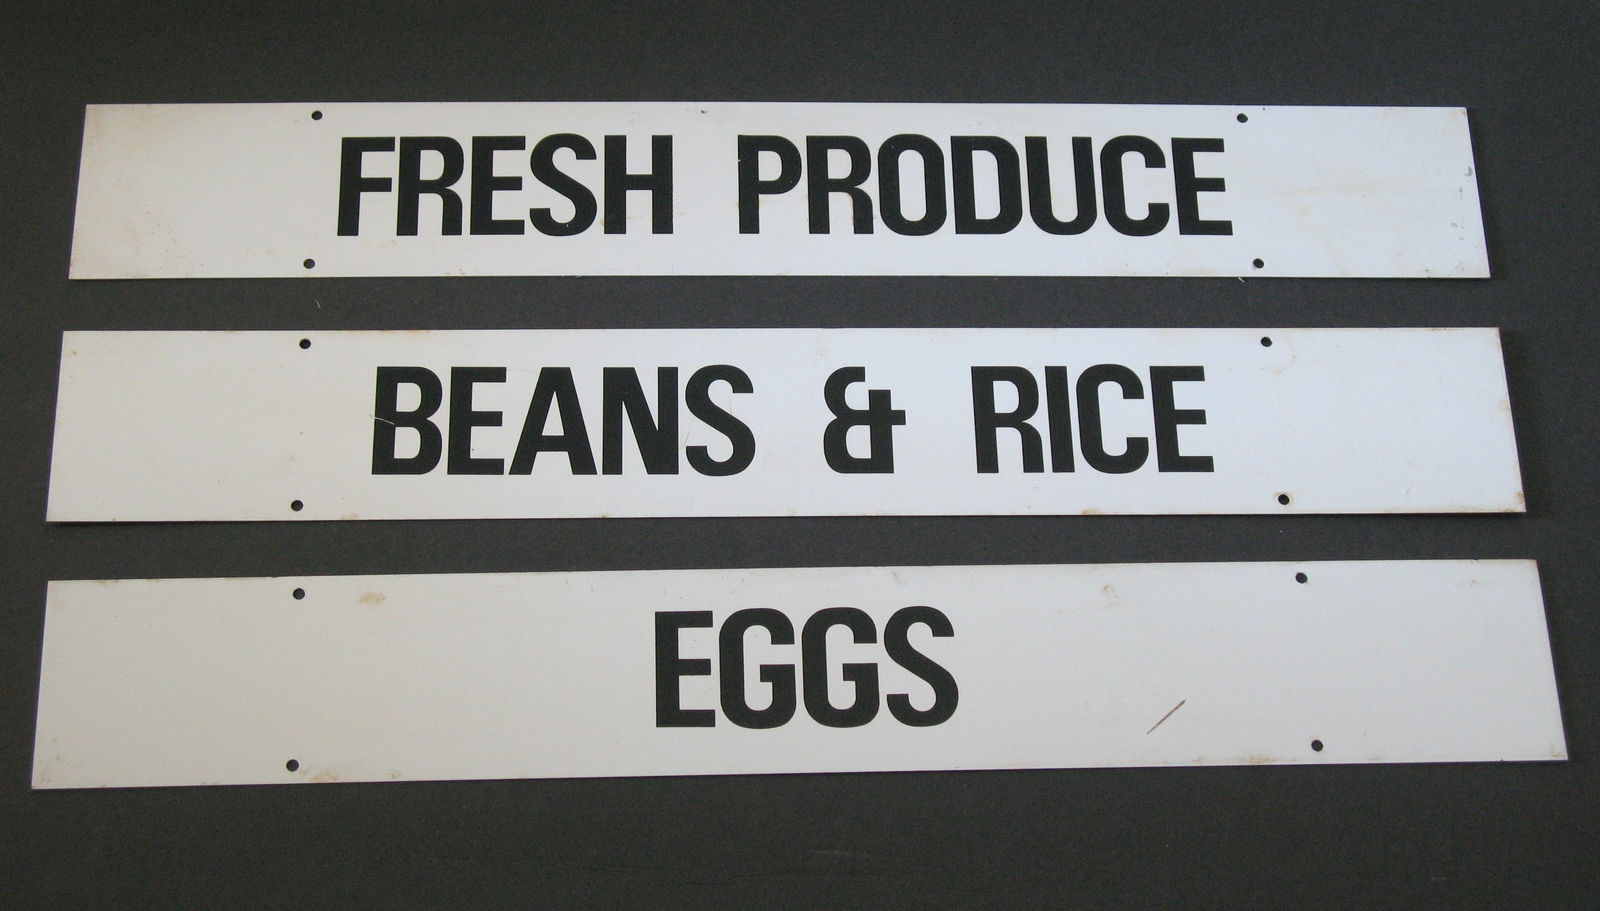 FRESH PRODUCE
BEANS & RICE
EGGS